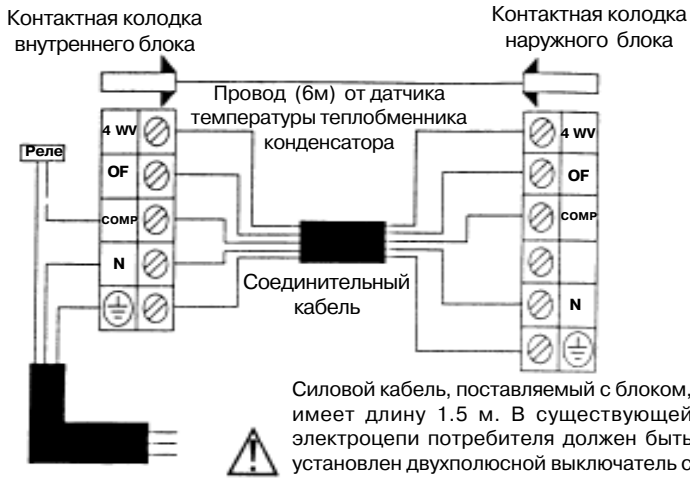 Контактная колодка
внутреннего блока
Контактная колодка
наружного блока
Провод (6м) от датчика
температуры теплобменника
конденсатора
Реле
4 WV
OF
COMP
N
4 WV
OF
COMP
N
Соединительный
кабель
Силовой кабель, поставляемый с блоком,
имеет длину 1.5 м. В существующей
электроцепи потребителя должен быть
установлен двухполюсной выключатель с